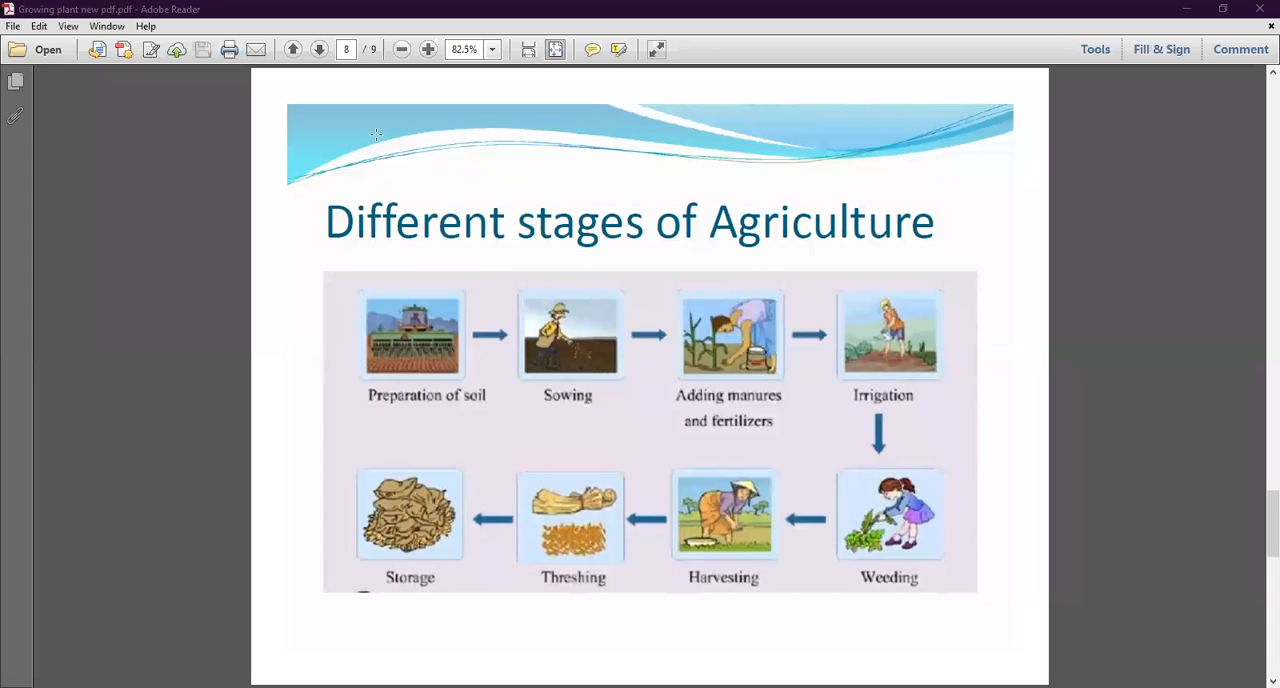 Growing plant new pdf.pdf - Adobe Reader
File Edit View Window Help
Open 8 / 9 82.5% Tools Fill & Sign Comment
Different stages of Agriculture
Preparation of soil Sowing Adding manures and fertilizers Irrigation
Storage Threshing Harvesting Weeding